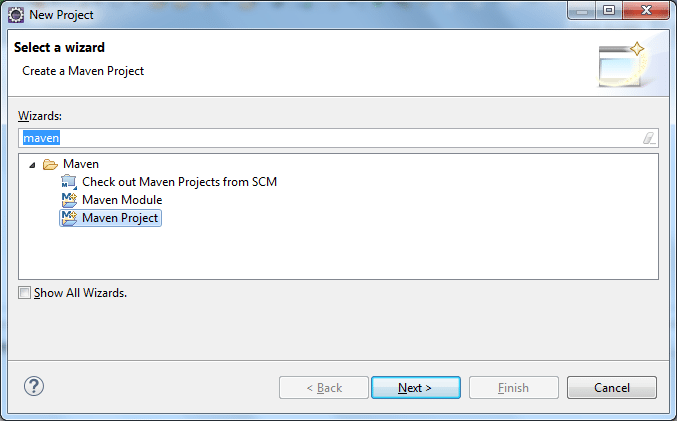 New Project
Select a wizard
Create a Maven Project
Wizards:
maven
Maven
Check out Maven Projects from SCM
Maven Module
Maven Project
Show All Wizards.
< Back
Next >
Finish
Cancel